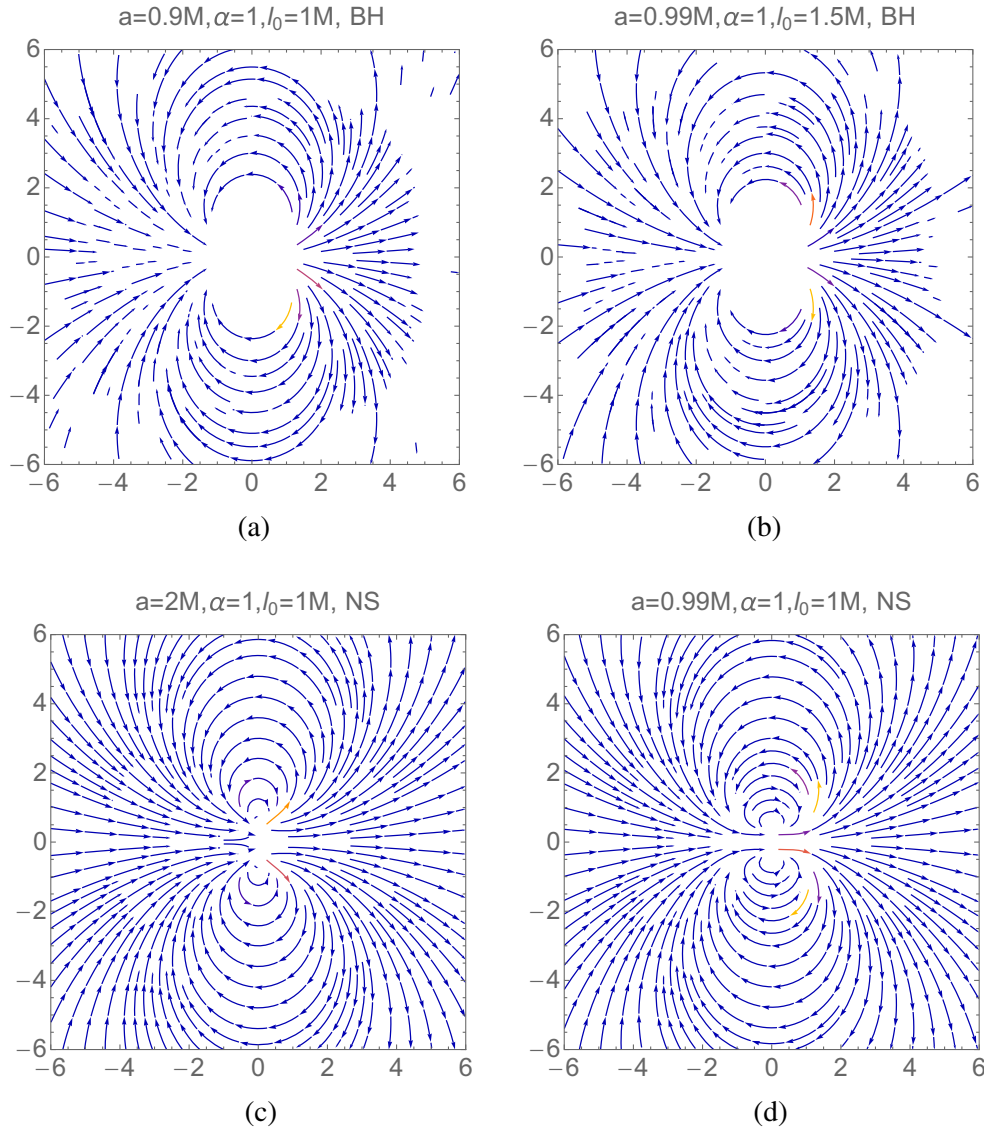 a=0.9M,α=1,l₀=1M, BH
a=0.99M,α=1,l₀=1.5M, BH
6
4
2
0
−2
−4
−6
−6 −4 −2 0 2 4 6
6
4
2
0
−2
−4
−6
−6 −4 −2 0 2 4 6
(a)
(b)
a=2M,α=1,l₀=1M, NS
a=0.99M,α=1,l₀=1M, NS
6
4
2
0
−2
−4
−6
−6 −4 −2 0 2 4 6
6
4
2
0
−2
−4
−6
−6 −4 −2 0 2 4 6
(c)
(d)